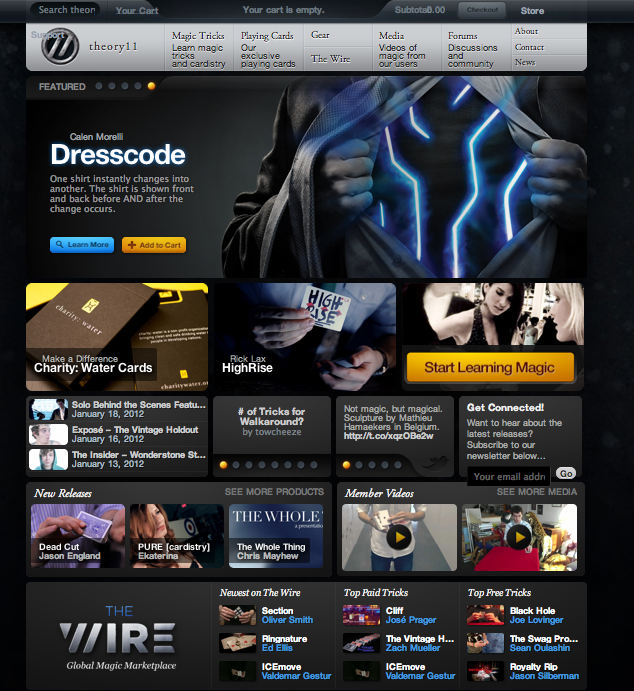 Search theor
Your Cart
Your cart is empty.
Subtotal
0.00
Checkout
Store
Support
theory11
Magic Tricks
Learn magic
tricks
and cardistry
Playing Cards
Our
exclusive
playing cards
Gear
The Wire
Media
Videos of
magic from
our users
Forums
Discussions
and
community
About
Contact
News
FEATURED
Calen Morelli
Dresscode
One shirt instantly changes into
another. The shirt is shown front
and back before AND after the
change occurs.
Learn More
Add to Cart
charity: water
Make a Difference
Charity: Water Cards
charitywater.o
HIGH
RISE
Rick Lax
HighRise
Start Learning Magic
Solo Behind the Scenes Featu...
January 18, 2012
Exposé – The Vintage Holdout
January 16, 2012
The Insider – Wonderstone St...
January 13, 2012
# of Tricks for
Walkaround?
by towcheeze
Not magic, but magical.
Sculpture by Mathieu
Hamaekers in Belgium.
http://t.co/xqzOBe2w
Get Connected!
Want to hear about the
latest releases?
Subscribe to our
newsletter below...
Your email addre
Go
New Releases
SEE MORE PRODUCTS
Dead Cut
Jason England
PURE [cardistry]
Ekaterina
THE WHOLE
a presentation
The Whole Thing
Chris Mayhew
Member Videos
SEE MORE MEDIA
THE
WIRE
Global Magic Marketplace
Newest on The Wire
Section
Oliver Smith
Ringnature
Ed Ellis
ICEmove
Valdemar Gestur
Top Paid Tricks
Cliff
José Prager
The Vintage H...
Zach Mueller
ICEmove
Valdemar Gestur
Top Free Tricks
Black Hole
Joe Lovinger
The Swag Pro...
Sean Oulashin
Royalty Rip
Jason Silberman